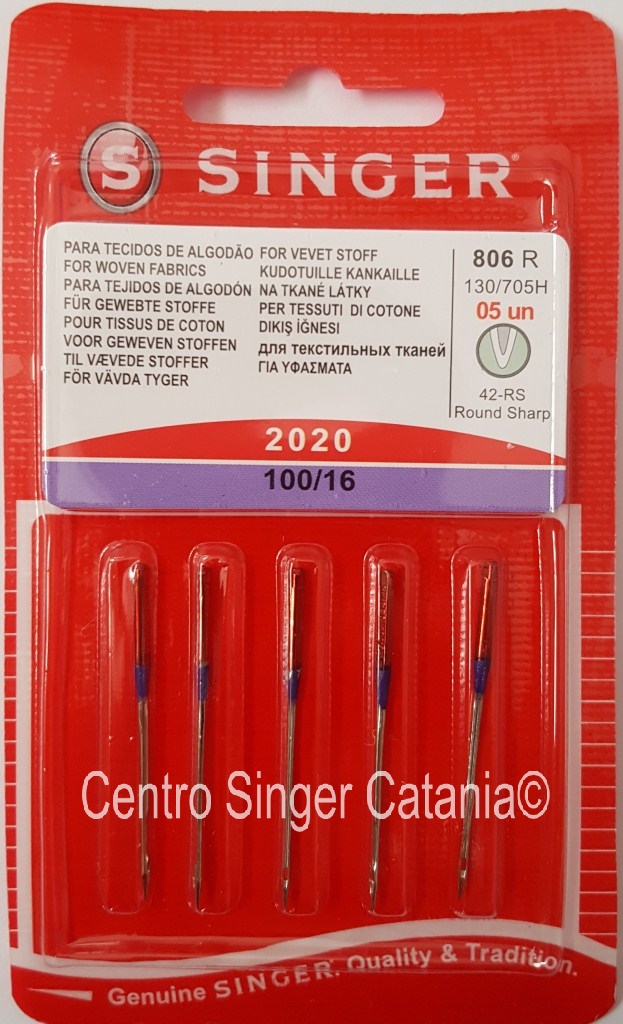 S SINGER®
PARA TECIDOS DE ALGODÃO
FOR WOVEN FABRICS
PARA TEJIDOS DE ALGODÓN
FÜR GEWEBTE STOFFE
POUR TISSUS DE COTON
VOOR GEWEVEN STOFFEN
TIL VÆVEDE STOFFER
FÖR VÄVDA TYGER
FOR VEVET STOFF
KUDOTUILLE KANKAILLE
NA TKANÉ LÁTKY
PER TESSUTI DI COTONE
DIKIŞ İĞNESI
для текстильных тканей
ΓΙΑ ΥΦΑΣΜΑΤΑ
806 R
130/705H
05 un
42-RS
Round Sharp
2020
100/16
Centro Singer Catania©
Genuine SINGER. Quality & Tradition.